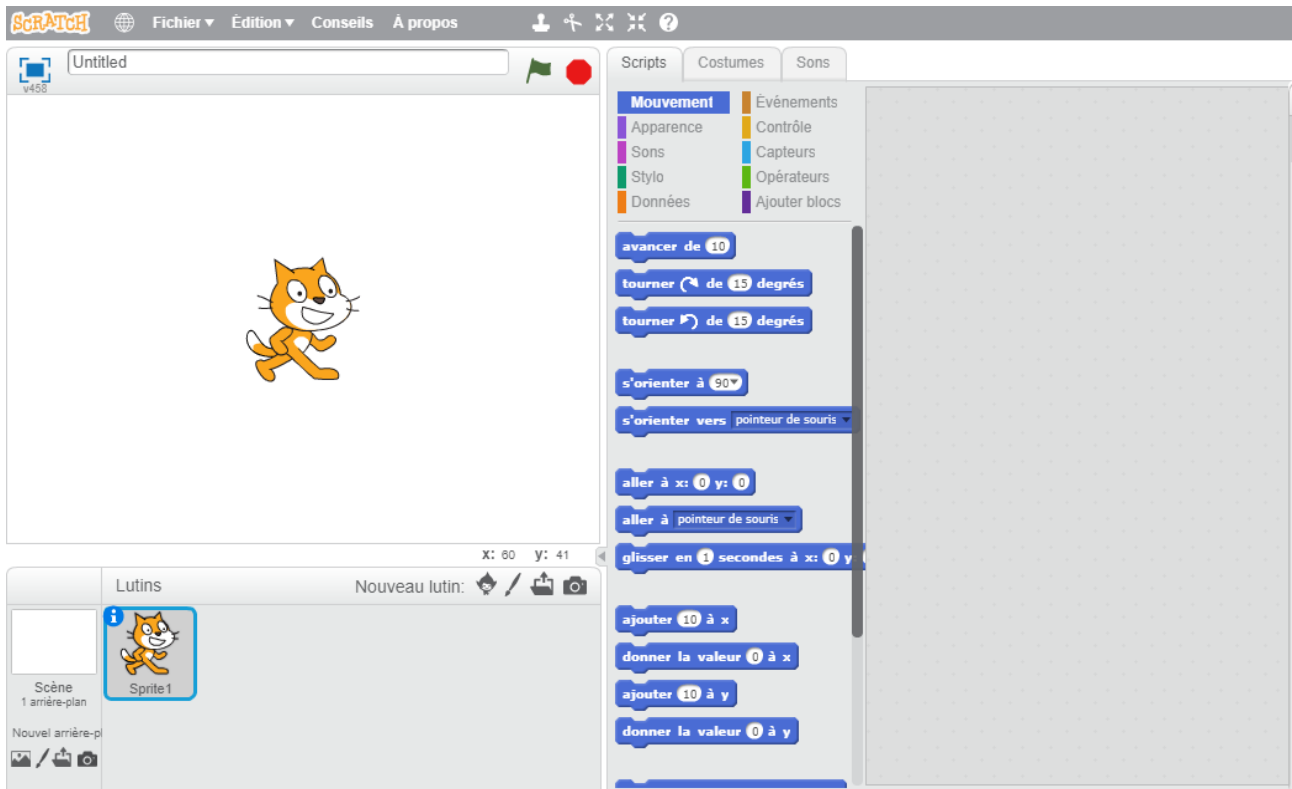 SCRATCH Fichier Édition Conseils À propos
Untitled
v458
x: 60 y: 41
Lutins Nouveau lutin:
Scène
1 arrière-plan
Sprite1
Nouvel arrière-pl
Scripts Costumes Sons
Mouvement Évènements
Apparence Contrôle
Sons Capteurs
Stylo Opérateurs
Données Ajouter blocs
avancer de 10
tourner de 15 degrés
tourner de 15 degrés
s'orienter à 90
s'orienter vers pointeur de souris
aller à x: 0 y: 0
aller à pointeur de souris
glisser en 1 secondes à x: 0 y
ajouter 10 à x
donner la valeur 0 à x
ajouter 10 à y
donner la valeur 0 à y